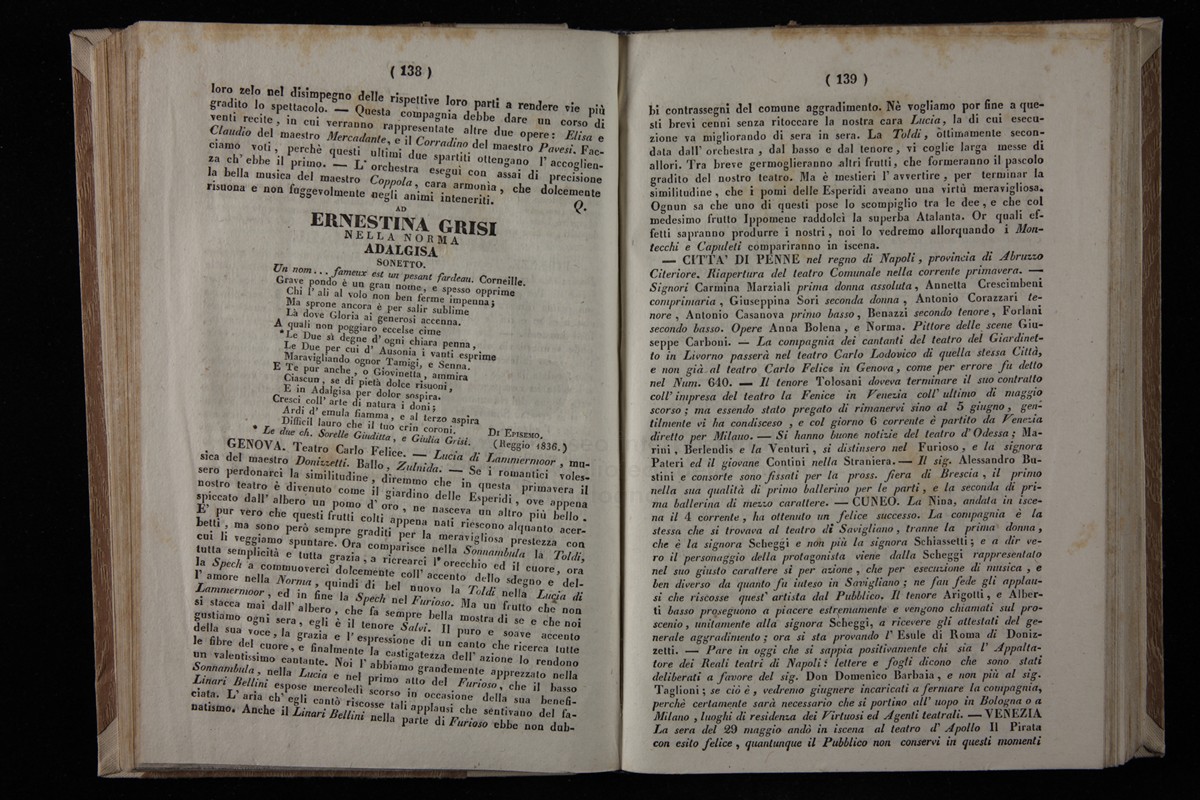 ( 138 )
loro zelo nel disimpegno delle rispettive loro parti a rendere vie più
gradito lo spettacolo. — Questa compagnia debbe dare un corso di
venti recite, in cui verranno rappresentate altre due opere: Elisa e
Claudio del maestro Mercadante, e il Corradino del maestro Pavesi. Fac-
ciamo voti, perchè questi ultimi due spartiti ottengano l' accoglien-
za ch' ebbe il primo. — L' orchestra eseguì con assai di precisione
la bella musica del maestro Coppola, cara armonia, che dolcemente
risuona e non fuggevolmente negli animi inteneriti. Q.
AD
ERNESTINA GRISI
NELLA NORMA
ADALGISA
SONETTO.
Un nom... fameux est un pesant fardeau. Corneille.
Grave pondo è un gran nome, e spesso opprime
Chi l' ali al volo non ben ferme impenna;
Ma sprone ancora è per salir sublime
Là dove Gloria ai generosi accenna.
A quali non poggiaro eccelse cime
*Le Due sì degne d' ogni chiara penna,
Le Due per cui d' Ausonia i vanti esprime
Maravigliando ognor Tamigi, e Senna.
E Te pur anche, o Giovinetta, ammira
Ciascun, se di pietà dolce risuoni,
E in Adalgisa per dolor sospira.
Cresci coll' arte di natura i doni;
Ardi d' emula fiamma, e al terzo aspira
Difficil lauro che il tuo crin coroni.
DI EPISEMO.
* Le due ch. Sorelle Giuditta, e Giulia Grisi. (Reggio 1836.)
GENOVA. Teatro Carlo Felice. — Lucia di Lammermoor, mu-
sica del maestro Donizzetti. Ballo, Zulnida. — Se i romantici voles-
sero perdonarci la similitudine, diremmo che in questa primavera il
nostro teatro è divenuto come il giardino delle Esperidi, ove appena
spiccato dall' albero un pomo d' oro, ne nasceva un altro più bello.
E' pur vero che questi frutti colti appena nati riescono alquanto acer-
betti, ma sono però sempre graditi per la meravigliosa prestezza con
cui li veggiamo spuntare. Ora comparisce nella Sonnambula la Toldi,
tutta semplicità e tutta grazia, a ricrearci l' orecchio ed il cuore, ora
la Spech a commuoverci dolcemente coll' accento dello sdegno e del-
l' amore nella Norma, quindi di bel nuovo la Toldi nella Lucia di
Lammermoor, ed in fine la Spech nel Furioso. Ma un frutto che non
si stacca mai dall' albero, che fa sempre bella mostra di se e che noi
gustiamo ogni sera, egli è il tenore Salvi. Il puro e soave accento
della sua voce, la grazia e l' espressione di un canto che ricerca tutte
le fibre del cuore, e finalmente la castigatezza dell' azione lo rendono
un valentissimo cantante. Noi l' abbiamo grandemente apprezzato nella
Sonnambula, nella Lucia e nel primo atto del Furioso, che il basso
Linari Bellini espose mercoledì scorso in occasione della sua benefi-
ciata. L' aria ch' egli cantò riscosse tali applausi che sentivano del fa-
natismo. Anche il Linari Bellini nella parte di Furioso ebbe non dub-
( 139 )
bi contrassegni del comune aggradimento. Nè vogliamo por fine a que-
sti brevi cenni senza ritoccare la nostra cara Lucia, la di cui esecu-
zione va migliorando di sera in sera. La Toldi, ottimamente secon-
data dall' orchestra, dal basso e dal tenore, vi coglie larga messe di
allori. Tra breve germoglieranno altri frutti, che formeranno il pascolo
gradito del nostro teatro. Ma è mestieri l' avvertire, per terminar la
similitudine, che i pomi delle Esperidi aveano una virtù meravigliosa.
Ognun sa che uno di questi pose lo scompiglio tra le dee, e che col
medesimo frutto Ippomene raddolcì la superba Atalanta. Or quali ef-
fetti sapranno produrre i nostri, noi lo vedremo allorquando i Mon-
tecchi e Capuleti compariranno in iscena.
— CITTA' DI PENNE nel regno di Napoli, provincia di Abruzzo
Citeriore. Riapertura del teatro Comunale nella corrente primavera. —
Signori Carmina Marziali prima donna assoluta, Annetta Crescimbeni
comprimaria, Giuseppina Sori seconda donna, Antonio Corazzari te-
nore, Antonio Casanova primo basso, Benazzi secondo tenore, Forlani
secondo basso. Opere Anna Bolena, e Norma. Pittore delle scene Giu-
seppe Carboni. — La compagnia dei cantanti del teatro del Giardinet-
to in Livorno passerà nel teatro Carlo Lodovico di quella stessa Città,
e non già al teatro Carlo Felice in Genova, come per errore fu detto
nel Num. 640. — Il tenore Tolosani doveva terminare il suo contratto
coll' impresa del teatro la Fenice in Venezia coll' ultimo di maggio
scorso; ma essendo stato pregato di rimanervi sino al 5 giugno, gen-
tilmente vi ha condisceso, e col giorno 6 corrente è partito da Venezia
diretto per Milano. — Si hanno buone notizie del teatro d' Odessa; Ma-
rini, Berlendis e la Venturi, si distinsero nel Furioso, e la signora
Pateri ed il giovane Contini nella Straniera. — Il sig. Alessandro Bu-
stini e consorte sono fissati per la pross. fiera di Brescia, il primo
nella sua qualità di primo ballerino per le parti, e la seconda di pri-
ma ballerina di mezzo carattere. — CUNEO. La Nina, andata in isce-
na il 4 corrente, ha ottenuto un felice successo. La compagnia è la
stessa che si trovava al teatro di Savigliano, tranne la prima donna,
che è la signora Scheggi e non più la signora Schiassetti; e a dir ve-
ro il personaggio della protagonista viene dalla Scheggi rappresentato
nel suo giusto carattere sì per azione, che per esecuzione di musica, e
ben diverso da quanto fu inteso in Savigliano; ne fan fede gli applau-
si che riscosse quest' artista dal Pubblico. Il tenore Arigotti, e Alber-
ti basso proseguono a piacere estremamente e vengono chiamati sul pro-
scenio, unitamente alla signora Scheggi, a ricevere gli attestati del ge-
nerale aggradimento; ora si sta provando l' Esule di Roma di Doniz-
zetti. — Pare in oggi che si sappia positivamente chi sia l' Appalta-
tore dei Reali teatri di Napoli: lettere e fogli dicono che sono stati
deliberati a favore del sig. Don Domenico Barbaia, e non più al sig.
Taglioni; se ciò è, vedremo giugnere incaricati a fermare la compagnia,
perchè certamente sarà necessario che si portino all' uopo in Bologna o a
Milano, luoghi di residenza dei Virtuosi ed Agenti teatrali. — VENEZIA
La sera del 29 maggio andò in iscena al teatro d' Apollo Il Pirata
con esito felice, quantunque il Pubblico non conservi in questi momenti